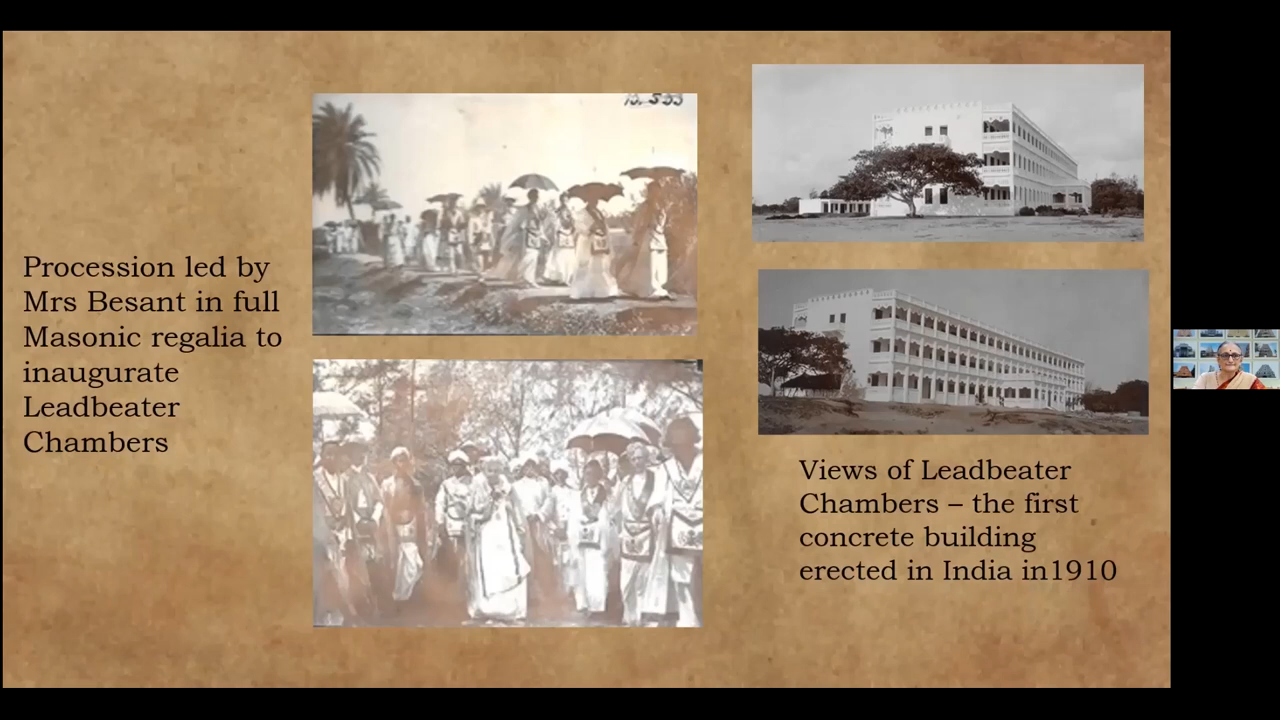 Procession led by
Mrs Besant in full
Masonic regalia to
inaugurate
Leadbeater
Chambers
Views of Leadbeater
Chambers – the first
concrete building
erected in India in1910